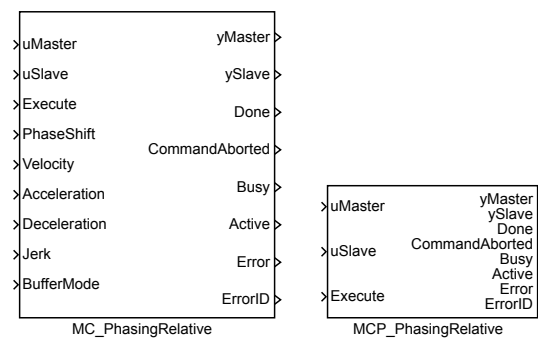 uMaster
uSlave
Execute
PhaseShift
Velocity
Acceleration
Deceleration
Jerk
BufferMode
yMaster
ySlave
Done
CommandAborted
Busy
Active
Error
ErrorID
MC_PhasingRelative
uMaster
uSlave
Execute
yMaster
ySlave
Done
CommandAborted
Busy
Active
Error
ErrorID
MCP_PhasingRelative